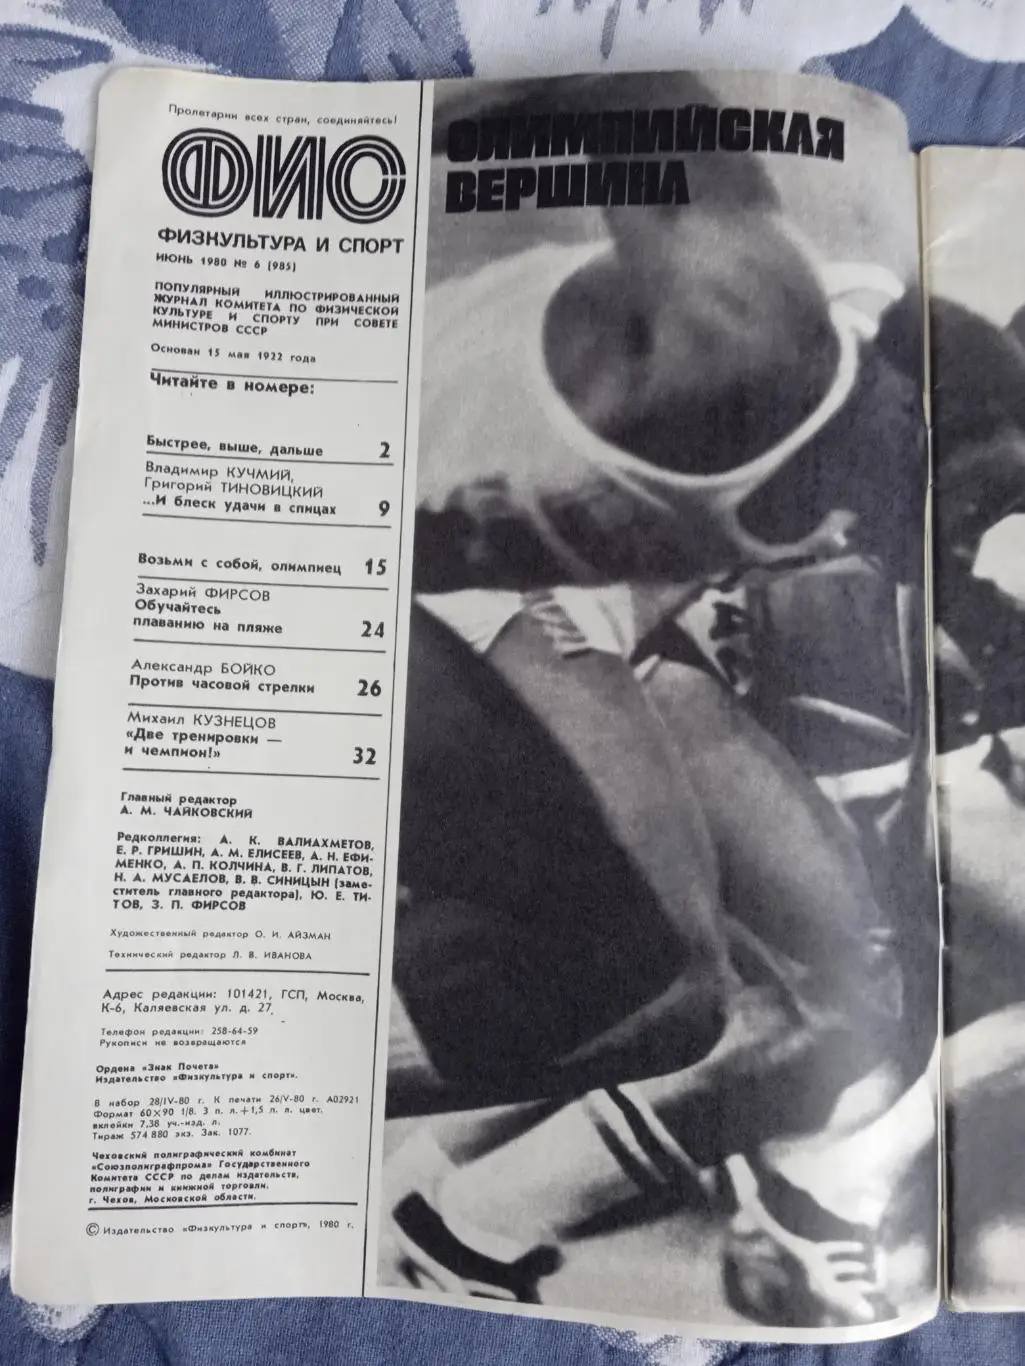 Пролетарии всех стран, соединяйтесь!
ФИС
ФИЗКУЛЬТУРА И СПОРТ
ИЮНЬ 1980 № 6 (985)
ПОПУЛЯРНЫЙ ИЛЛЮСТРИРОВАННЫЙ
ЖУРНАЛ КОМИТЕТА ПО ФИЗИЧЕСКОЙ
КУЛЬТУРЕ И СПОРТУ ПРИ СОВЕТЕ
МИНИСТРОВ СССР
Основан 15 мая 1922 года
Читайте в номере:
Быстрее, выше, дальше 2
Владимир КУЧМИЙ,
Григорий ТИНОВИЦКИЙ
...И блеск удачи в спицах 9
Возьми с собой, олимпиец 15
Захарий ФИРСОВ
Обучайтесь
плаванию на пляже 24
Александр БОЙКО
Против часовой стрелки 26
Михаил КУЗНЕЦОВ
«Две тренировки —
и чемпион!» 32
Главный редактор
А. М. ЧАЙКОВСКИЙ
Редколлегия: А. К. ВАЛИАХМЕТОВ,
Е. Р. ГРИШИН, А. М. ЕЛИСЕЕВ, А. Н. ЕФИ-
МЕНКО, А. П. КОЛЧИНА, В. Г. ЛИПАТОВ,
Н. А. МУСАЕЛОВ, В. В. СИНИЦЫН (заме-
ститель главного редактора), Ю. Е. ТИ-
ТОВ, З. П. ФИРСОВ
Художественный редактор О. И. АЙЗМАН
Технический редактор Л. В. ИВАНОВА
Адрес редакции: 101421, ГСП, Москва,
К-6, Каляевская ул. д. 27.
Телефон редакции: 258-64-59
Рукописи не возвращаются
Ордена «Знак Почета»
Издательство «Физкультура и спорт».
В набор 28/IV-80 г. К печати 26/V-80 г. А02921
Формат 60×90 1/8. 3 п. л.+1,5 л. л. цвет.
вклейки 7,38 уч.-изд. л.
Тираж 574 880 экз. Зак. 1077.
Чеховский полиграфический комбинат
«Союзполиграфпрома» Государственного
Комитета СССР по делам издательств,
полиграфии и книжной торговли.
г. Чехов, Московской области.
© Издательство «Физкультура и спорт», 1980 г.
ОЛИМПИЙСКАЯ
ВЕРШИНА